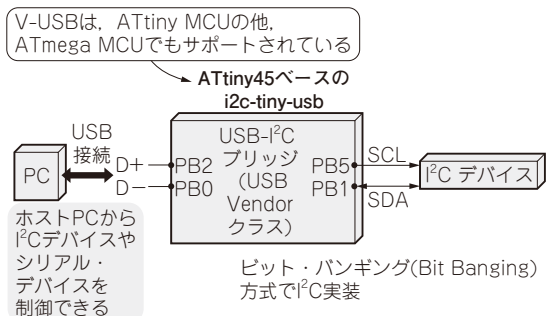 V-USBは，ATtiny MCUの他，
ATmega MCUでもサポートされている
ATtiny45ベースの
i2c-tiny-usb
USB
接続
PC
D+
D−
PB2
PB0
USB-I²C
ブリッジ
(USB
Vendor
クラス)
PB5
PB1
SCL
SDA
I²C デバイス
ホストPCから
I²Cデバイスや
シリアル・
デバイスを
制御できる
ビット・バンギング(Bit Banging)
方式でI²C実装